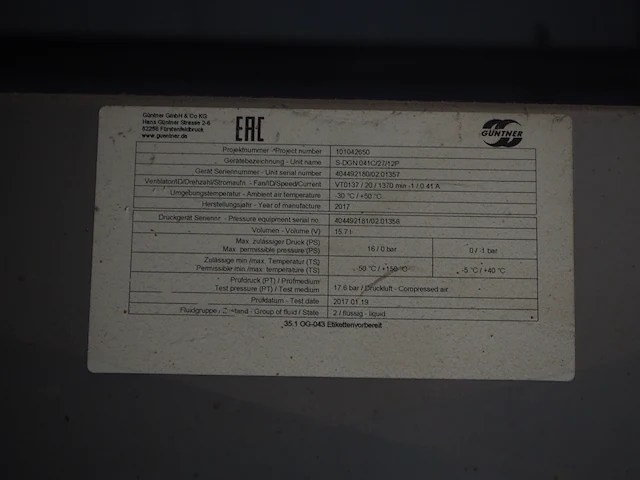 Güntner GmbH & Co KG
Hans Güntner Strasse 2-6
82256 Fürstenfeldbruck
www.guentner.de
EAC
GÜNTNER
Projektnummer - Project number 101042650
Gerätebezeichnung - Unit name S-DGN 041C/27/12P
Gerät Seriennummer - Unit serial number 404492180/02.01357
Ventilator/ID/Drehzahl/Stromaufn. - Fan/ID/Speed/Current VT0137 / 20 / 1370 min -1 / 0.41 A
Umgebungstemperatur - Ambient air temperature -30 °C / +50 °C
Herstellungsjahr - Year of manufacture 2017
Druckgerät Seriennr. - Pressure equipment serial no. 404492181/02.01358
Volumen - Volume (V) 15.7 l
Max. zulässiger Druck (PS)
Max. permissible pressure (PS) 16 / 0 bar 0 / -1 bar
Zulässige min./max. Temperatur (TS)
Permissible min./max. temperature (TS) -50 °C / +150 °C -5 °C / +40 °C
Prüfdruck (PT) / Prüfmedium
Test pressure (PT) / Test medium 17,6 bar / Druckluft - Compressed air
Prüfdatum - Test date 2017.01.19
Fluidgruppe / Zustand - Group of fluid / State 2 / flüssig - liquid
35.1 OG-043 Etikettenvorbereit